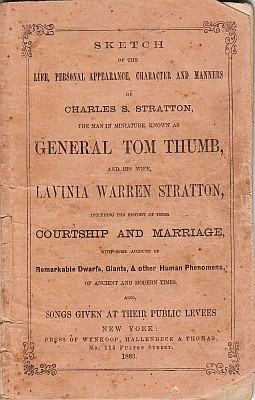 SKETCH
OF THE
LIFE, PERSONAL APPEARANCE, CHARACTER AND MANNERS
OF
CHARLES S. STRATTON,
THE MAN IN MINIATURE, KNOWN AS
GENERAL TOM THUMB,
AND HIS WIFE,
LAVINIA WARREN STRATTON,
INCLUDING THE HISTORY OF THEIR
COURTSHIP AND MARRIAGE,
WITH SOME ACCOUNT OF
Remarkable Dwarfs, Giants, & other Human Phenomena,
OF ANCIENT AND MODERN TIMES.
ALSO,
SONGS GIVEN AT THEIR PUBLIC LEVEES
NEW YORK:
PRESS OF WYNKOOP, HALLENBECK & THOMAS,
No. 113 FULTON STREET.
1863.